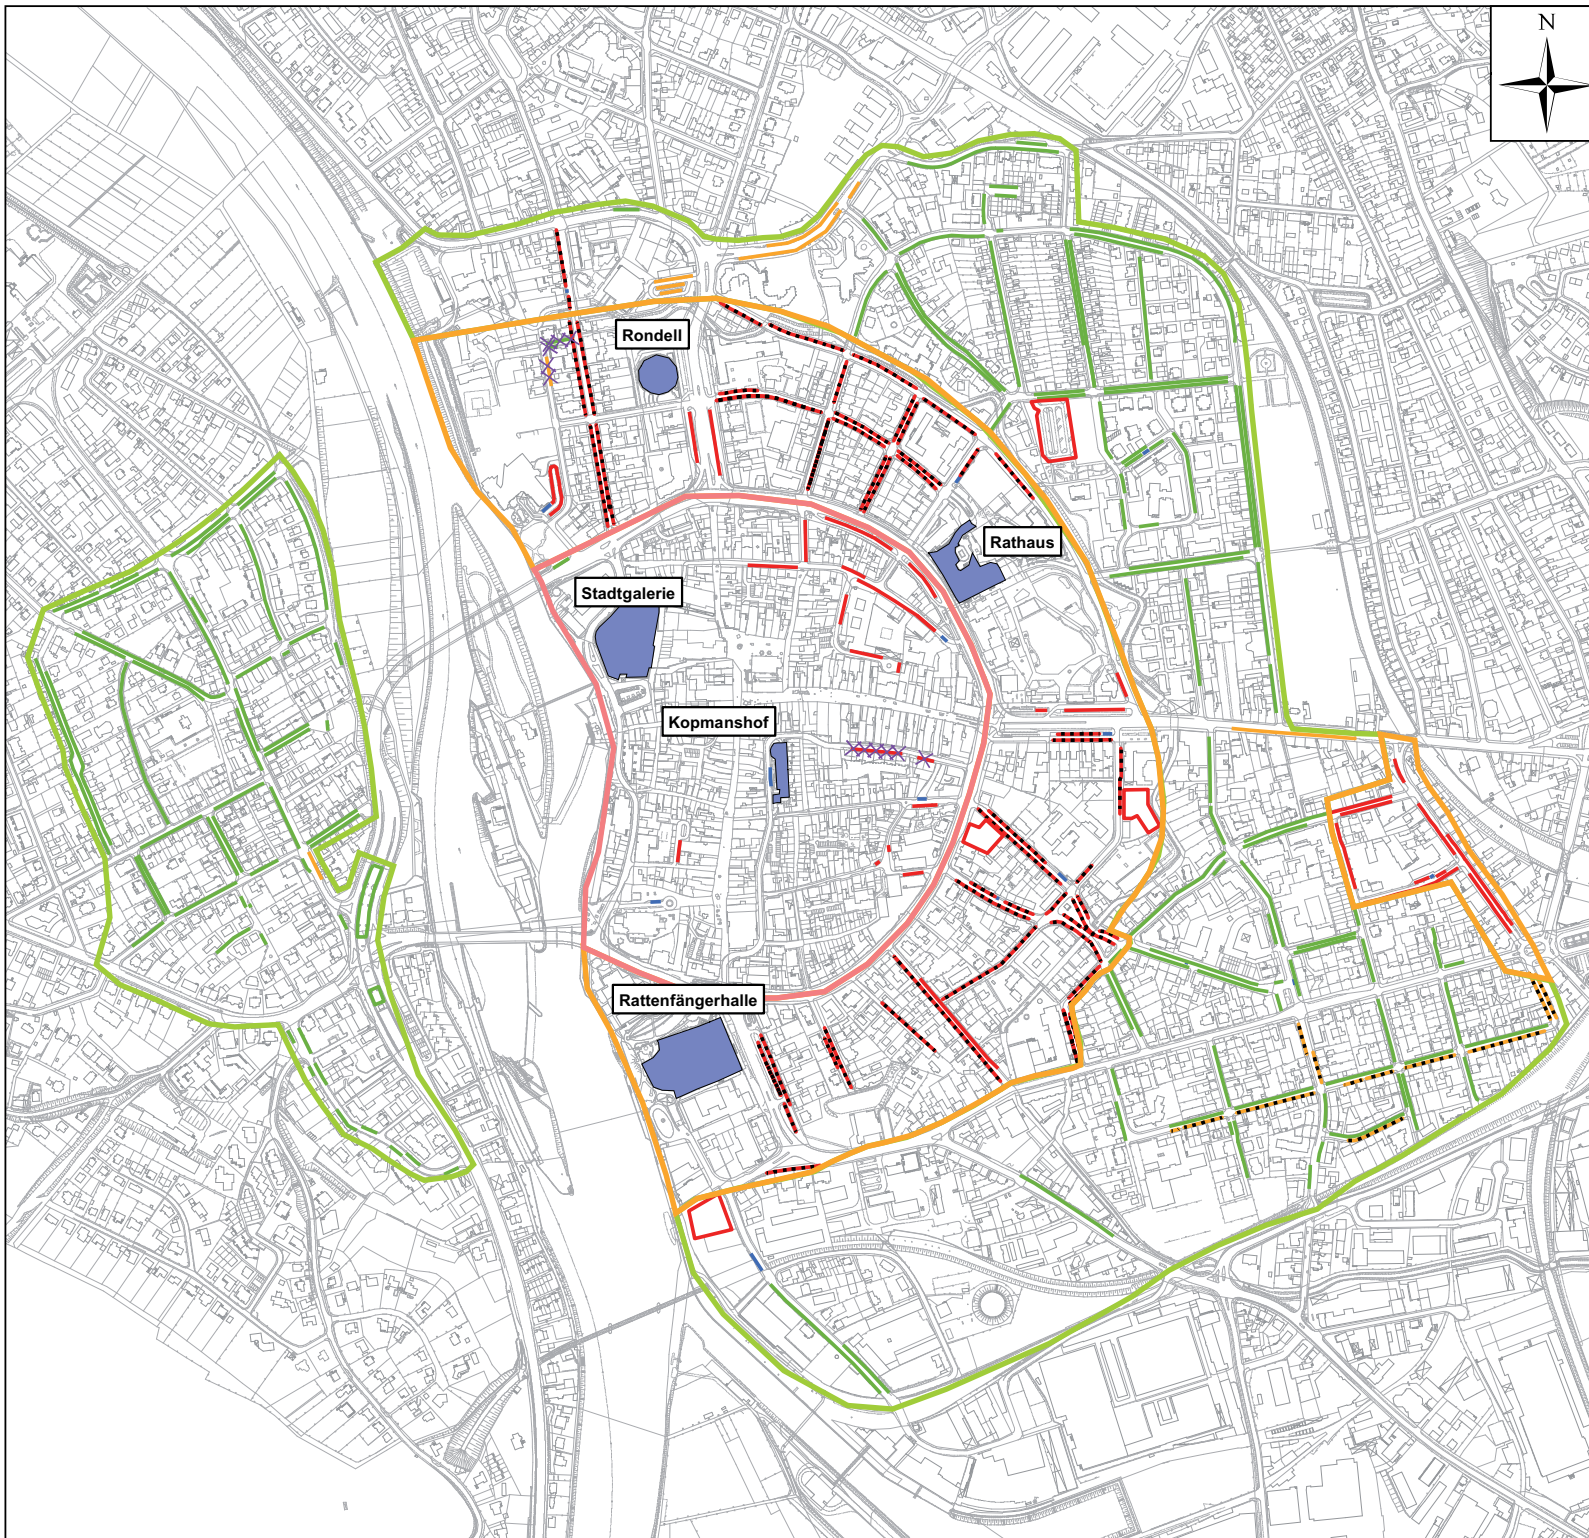 N
Rondell
Rathaus
Stadtgalerie
Kopmanshof
Rattenfängerhalle